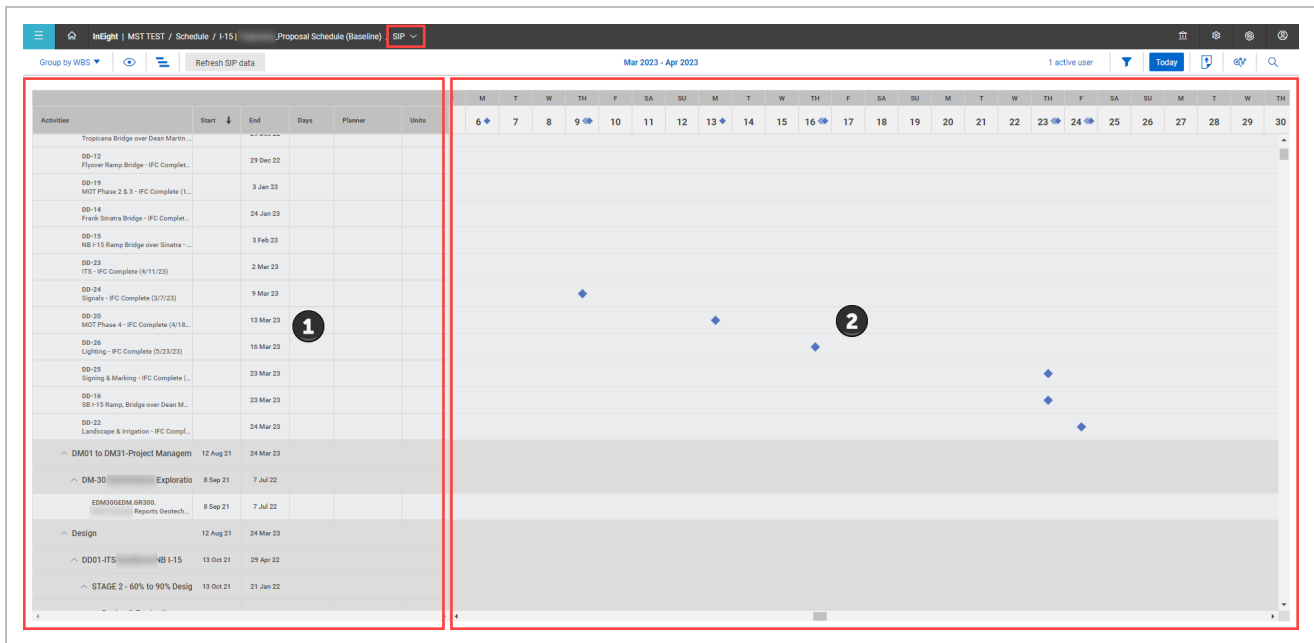 InEight | MST TEST / Schedule / I-15 | .Proposal Schedule (Baseline) . SIP
Group by WBS Refresh SIP data Mar 2023 - Apr 2023 1 active user Today
M T W TH F SA SU M T W TH F SA SU M T W TH F SA SU M T W TH
Activities Start End Days Planner Units 6 7 8 9 10 11 12 13 14 15 16 17 18 19 20 21 22 23 24 25 26 27 28 29 30
Tropicana Bridge over Dean Martin ...
DD-12
Flyover Ramp Bridge - IFC Complet... 29 Dec 22
DD-19
MOT Phase 2 & 3 - IFC Complete (1... 3 Jan 23
DD-14
Frank Sinatra Bridge - IFC Complet... 24 Jan 23
DD-15
NB I-15 Ramp Bridge over Sinatra - ... 3 Feb 23
DD-23
ITS - IFC Complete (4/11/23) 2 Mar 23
DD-24
Signals - IFC Complete (3/7/23) 9 Mar 23
DD-20
MOT Phase 4 - IFC Complete (4/18... 13 Mar 23
1 2
DD-26
Lighting - IFC Complete (5/23/23) 16 Mar 23
DD-25
Signing & Marking - IFC Complete (... 23 Mar 23
DD-16
SB I-15 Ramp, Bridge over Dean M... 23 Mar 23
DD-22
Landscape & Irrigation - IFC Compl... 24 Mar 23
DM01 to DM31-Project Managem 12 Aug 21 24 Mar 23
DM-30 Exploratio 8 Sep 21 7 Jul 22
EDM30GEDM.GR300.
Reports Geotech... 8 Sep 21 7 Jul 22
Design 12 Aug 21 24 Mar 23
DD01-ITS NB I-15 13 Oct 21 29 Apr 22
STAGE 2 - 60% to 90% Desig 13 Oct 21 21 Jan 22